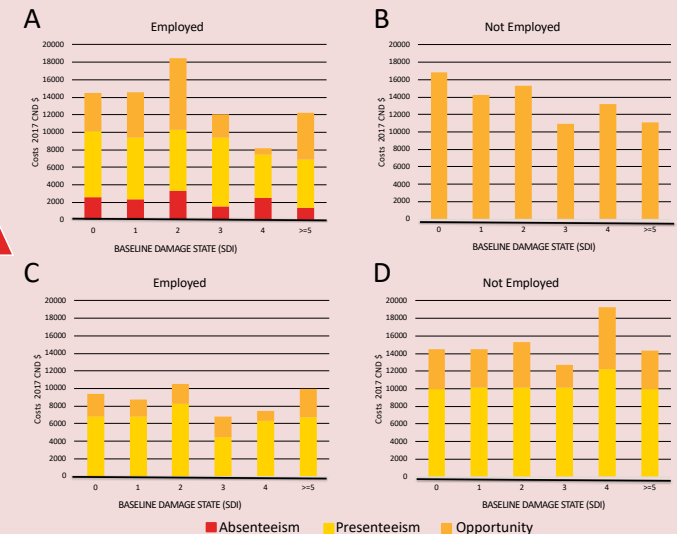 A
Employed
20000
18000
16000
14000
12000
10000
8000
6000
4000
2000
0
Costs 2017 CND $
0 1 2 3 4 >=5
BASELINE DAMAGE STATE (SDI)
B
Not Employed
20000
18000
16000
14000
12000
10000
8000
6000
4000
2000
0
Costs 2017 CND $
0 1 2 3 4 >=5
BASELINE DAMAGE STATE (SDI)
C
Employed
20000
18000
16000
14000
12000
10000
8000
6000
4000
2000
0
Costs 2017 CND $
0 1 2 3 4 >=5
BASELINE DAMAGE STATE (SDI)
D
Not Employed
20000
18000
16000
14000
12000
10000
8000
6000
4000
2000
0
Costs 2017 CND $
0 1 2 3 4 >=5
BASELINE DAMAGE STATE (SDI)
Absenteeism Presenteeism Opportunity